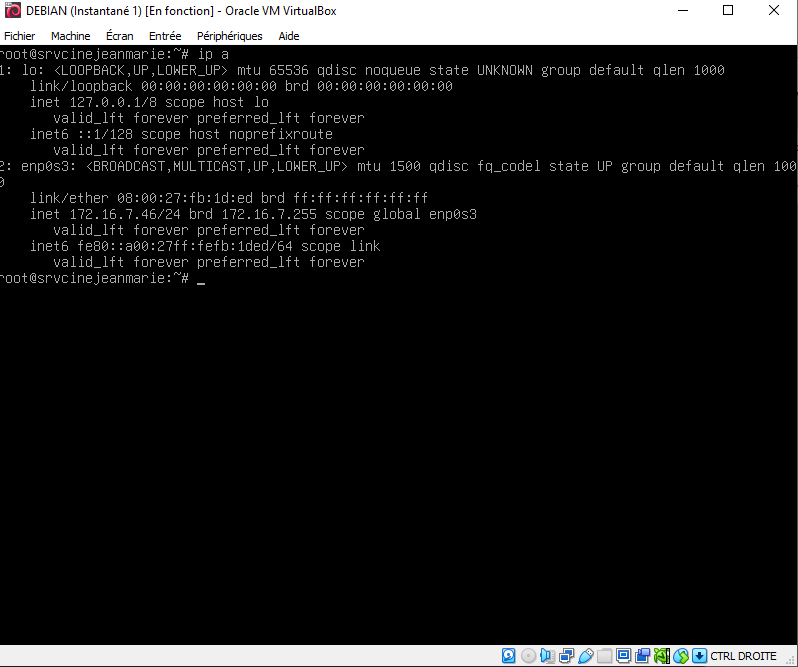 DEBIAN (Instantané 1) [En fonction] - Oracle VM VirtualBox
Fichier Machine Écran Entrée Périphériques Aide
root@srvcinejeanmarie:~# ip a
1: lo: <LOOPBACK,UP,LOWER_UP> mtu 65536 qdisc noqueue state UNKNOWN group default qlen 1000
    link/loopback 00:00:00:00:00:00 brd 00:00:00:00:00:00
    inet 127.0.0.1/8 scope host lo
       valid_lft forever preferred_lft forever
    inet6 ::1/128 scope host noprefixroute
       valid_lft forever preferred_lft forever
2: enp0s3: <BROADCAST,MULTICAST,UP,LOWER_UP> mtu 1500 qdisc fq_codel state UP group default qlen 100
0
    link/ether 08:00:27:fb:1d:ed brd ff:ff:ff:ff:ff:ff
    inet 172.16.7.46/24 brd 172.16.7.255 scope global enp0s3
       valid_lft forever preferred_lft forever
    inet6 fe80::a00:27ff:fefb:1ded/64 scope link
       valid_lft forever preferred_lft forever
root@srvcinejeanmarie:~# _
CTRL DROITE